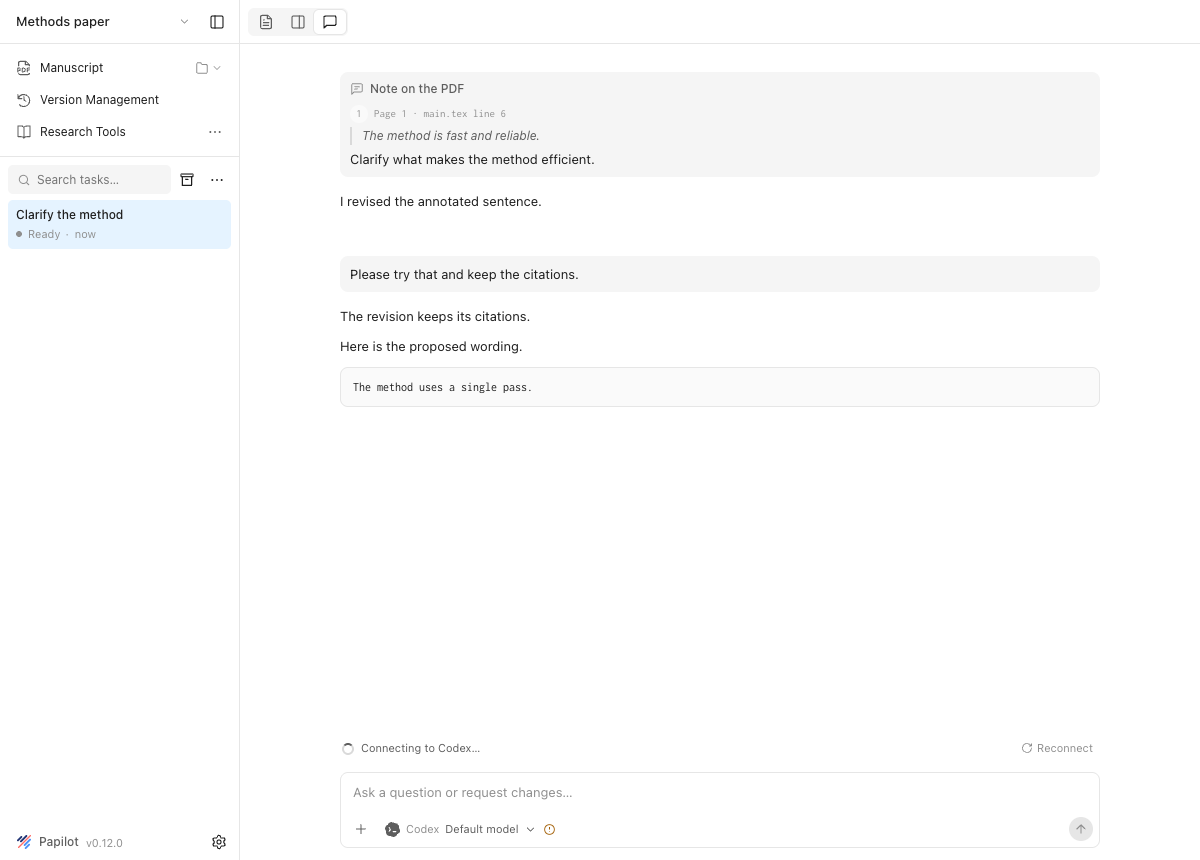 Methods paper
Manuscript
Version Management
Research Tools
Search tasks...
Clarify the method
Ready · now
Note on the PDF
1 Page 1 · main.tex line 6
The method is fast and reliable.
Clarify what makes the method efficient.
I revised the annotated sentence.
Please try that and keep the citations.
The revision keeps its citations.
Here is the proposed wording.
The method uses a single pass.
Connecting to Codex...
Reconnect
Ask a question or request changes...
Codex Default model
Papilot v0.12.0